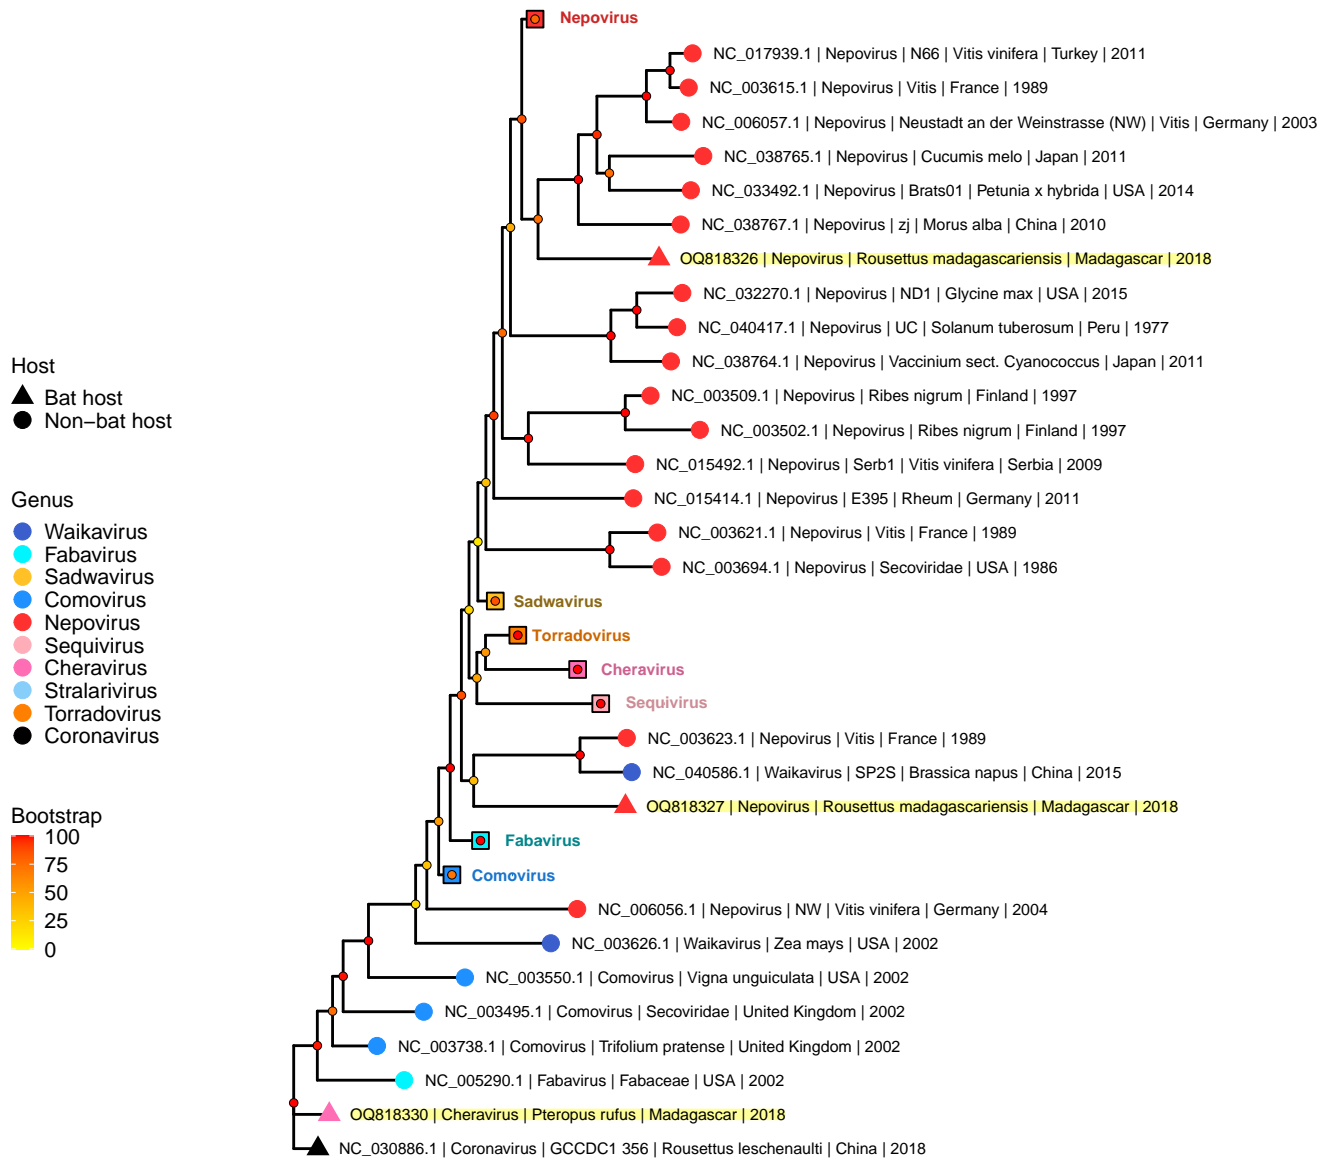 Nepovirus
NC_017939.1 | Nepovirus | N66 | Vitis vinifera | Turkey | 2011
NC_003615.1 | Nepovirus | Vitis | France | 1989
NC_006057.1 | Nepovirus | Neustadt an der Weinstrasse (NW) | Vitis | Germany | 2003
NC_038765.1 | Nepovirus | Cucumis melo | Japan | 2011
NC_033492.1 | Nepovirus | Brats01 | Petunia x hybrida | USA | 2014
NC_038767.1 | Nepovirus | zj | Morus alba | China | 2010
OQ818326 | Nepovirus | Rousettus madagascariensis | Madagascar | 2018
NC_032270.1 | Nepovirus | ND1 | Glycine max | USA | 2015
NC_040417.1 | Nepovirus | UC | Solanum tuberosum | Peru | 1977
NC_038764.1 | Nepovirus | Vaccinium sect. Cyanococcus | Japan | 2011
NC_003509.1 | Nepovirus | Ribes nigrum | Finland | 1997
NC_003502.1 | Nepovirus | Ribes nigrum | Finland | 1997
NC_015492.1 | Nepovirus | Serb1 | Vitis vinifera | Serbia | 2009
NC_015414.1 | Nepovirus | E395 | Rheum | Germany | 2011
NC_003621.1 | Nepovirus | Vitis | France | 1989
NC_003694.1 | Nepovirus | Secoviridae | USA | 1986
Sadwavirus
Torradovirus
Cheravirus
Sequivirus
NC_003623.1 | Nepovirus | Vitis | France | 1989
NC_040586.1 | Waikavirus | SP2S | Brassica napus | China | 2015
OQ818327 | Nepovirus | Rousettus madagascariensis | Madagascar | 2018
Fabavirus
Comovirus
NC_006056.1 | Nepovirus | NW | Vitis vinifera | Germany | 2004
NC_003626.1 | Waikavirus | Zea mays | USA | 2002
NC_003550.1 | Comovirus | Vigna unguiculata | USA | 2002
NC_003495.1 | Comovirus | Secoviridae | United Kingdom | 2002
NC_003738.1 | Comovirus | Trifolium pratense | United Kingdom | 2002
NC_005290.1 | Fabavirus | Fabaceae | USA | 2002
OQ818330 | Cheravirus | Pteropus rufus | Madagascar | 2018
NC_030886.1 | Coronavirus | GCCDC1 356 | Rousettus leschenaulti | China | 2018
Host
Bat host
Non−bat host
Genus
Waikavirus
Fabavirus
Sadwavirus
Comovirus
Nepovirus
Sequivirus
Cheravirus
Stralarivirus
Torradovirus
Coronavirus
Bootstrap
100
75
50
25
0